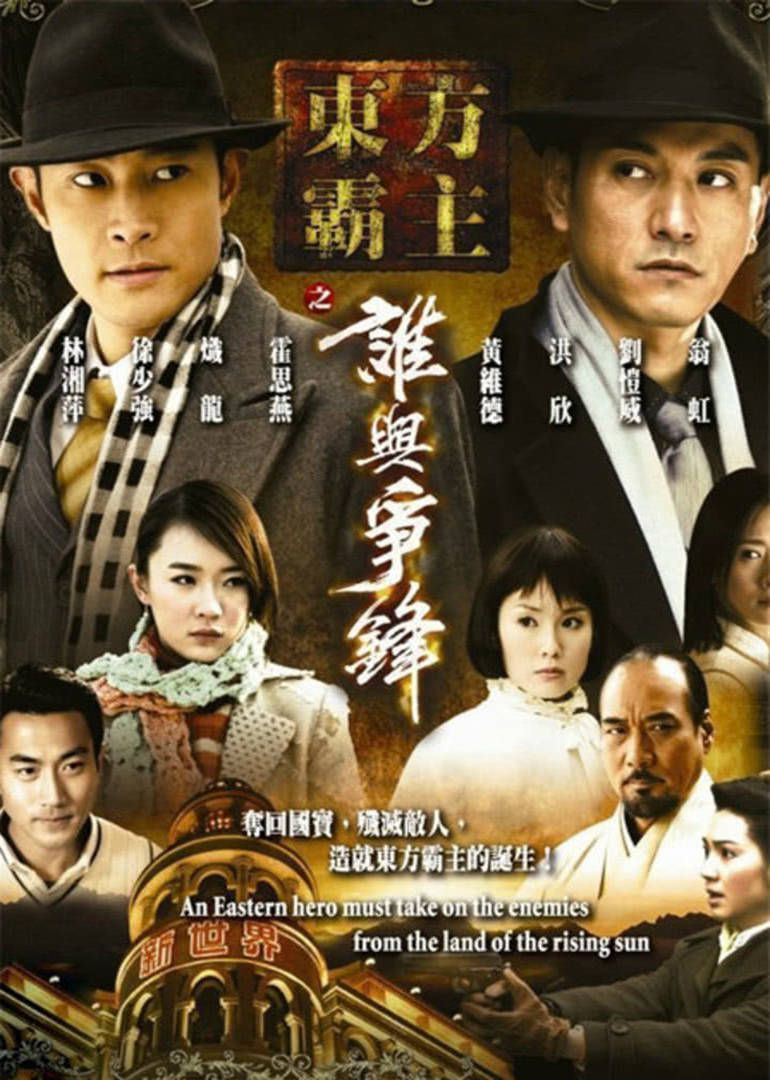 東方
霸主
之
誰與爭鋒
林湘萍
徐少強
熾龍
霍思燕
黃維德
洪欣
劉愷威
翁虹
奪回國寶，殲滅敵人，
造就東方霸主的誕生！
An Eastern hero must take on the enemies
from the land of the rising sun
新世界